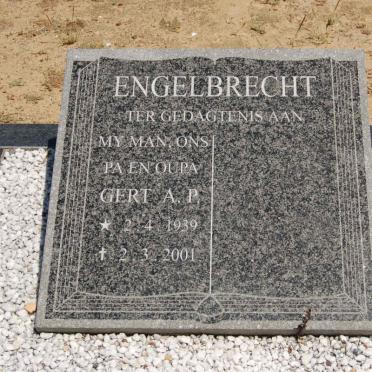 ENGELBRECHT
TER GEDAGTENIS AAN
MY MAN, ONS
PA EN OUPA
GERT A. P.
★ 2. 4. 1939
✝ 2. 3. 2001